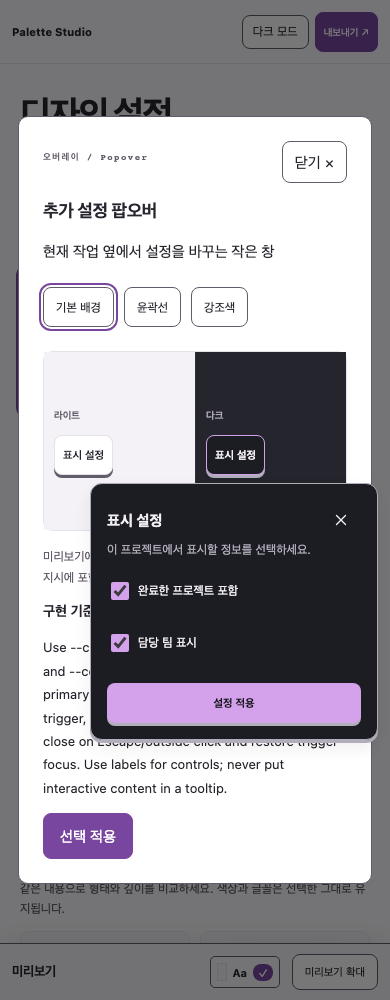 Palette Studio
다크 모드
내보내기 ↗
디자인 설정
오버레이 / Popover
닫기 ×
추가 설정 팝오버
현재 작업 옆에서 설정을 바꾸는 작은 창
기본 배경
윤곽선
강조색
라이트
다크
표시 설정
표시 설정
표시 설정
이 프로젝트에서 표시할 정보를 선택하세요.
완료한 프로젝트 포함
담당 팀 표시
설정 적용
지시에
구현
Use
and
primary
trigger,
close on Escape/outside click and restore trigger
focus. Use labels for controls; never put
interactive content in a tooltip.
선택 적용
같은 내용으로 형태와 깊이를 비교하세요. 색상과 글꼴은 선택한 그대로 유
지됩니다.
미리보기
Aa
미리보기 확대